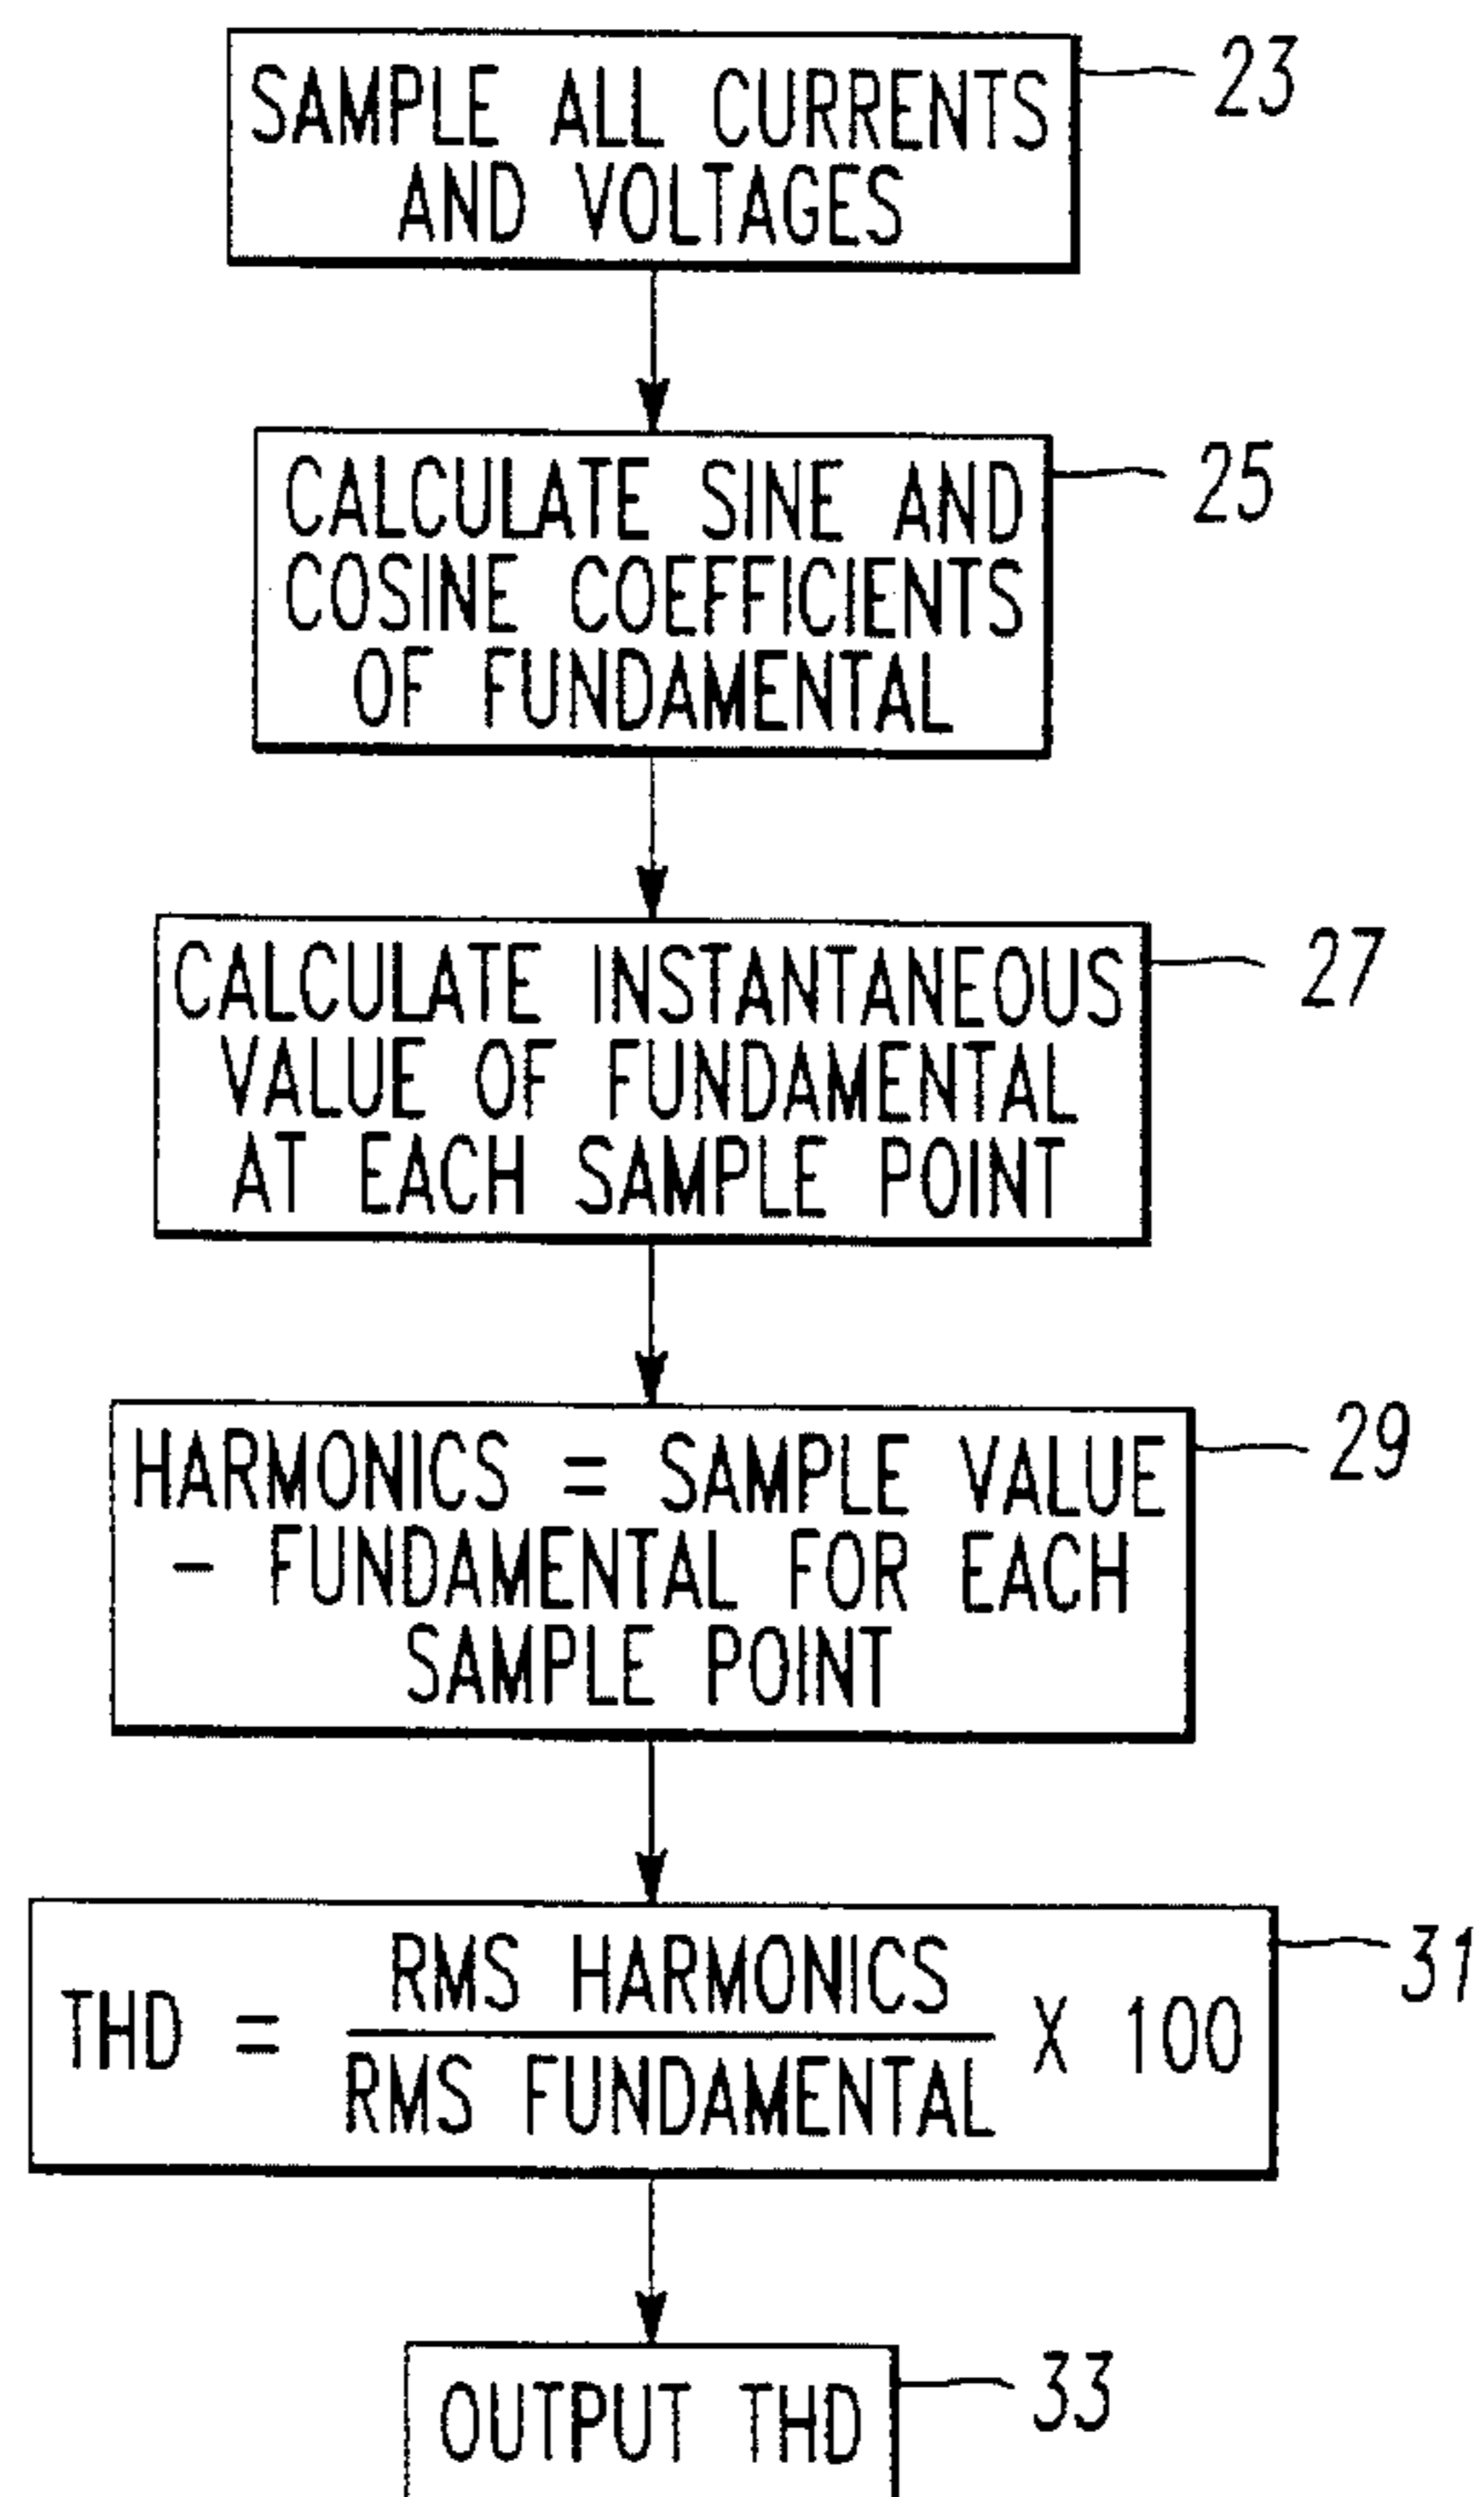 SAMPLE ALL CURRENTS
AND VOLTAGES
23
CALCULATE SINE AND
COSINE COEFFICIENTS
OF FUNDAMENTAL
25
CALCULATE INSTANTANEOUS
VALUE OF FUNDAMENTAL
AT EACH SAMPLE POINT
27
HARMONICS = SAMPLE VALUE
- FUNDAMENTAL FOR EACH
SAMPLE POINT
29
THD = RMS HARMONICS / RMS FUNDAMENTAL X 100
31
OUTPUT THD
33